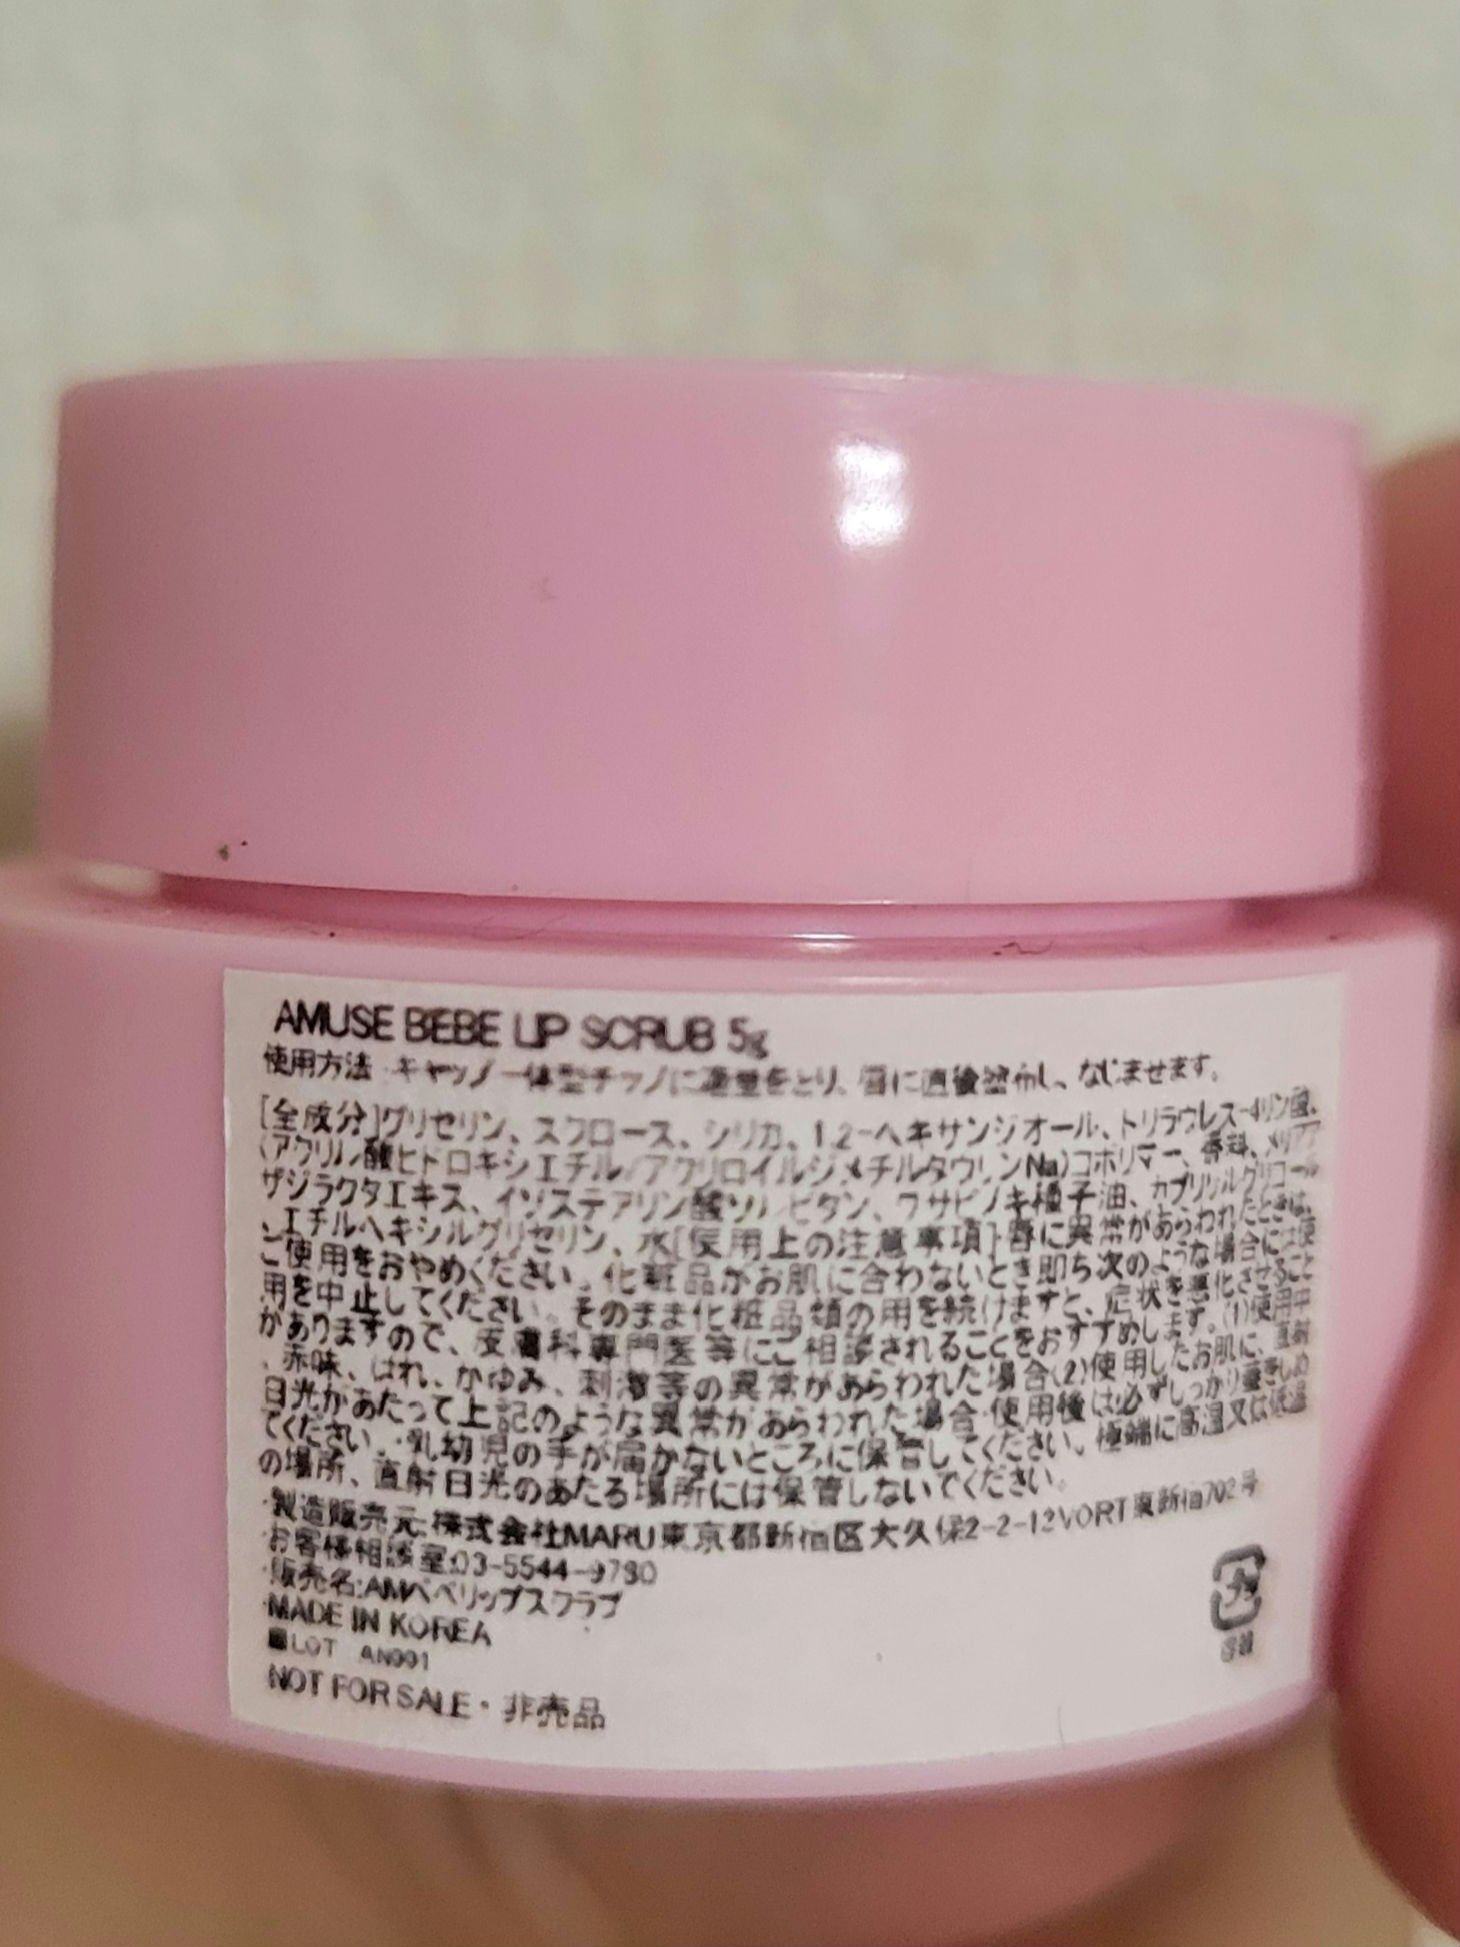 AMUSE BEBE LIP SCRUB 5g
使用方法:キャップ一体型チップに適量をとり、唇に直接塗布し、なじませます。
[全成分]グリセリン、スクロース、シリカ、1,2-ヘキサンジオール、トリラウレス-4リン酸、
(アクリル酸ヒドロキシエチル/アクリロイルジメチルタウリンNa)コポリマー、香料、メリアア
ザジラクタエキス、イソステアリン酸ソルビタン、ワサビノキ種子油、カプリリルグリコール
、エチルヘキシルグリセリン、水[使用上の注意事項]唇に異常があらわれたときは、
ご使用をおやめください。化粧品がお肌に合わないとき即ち次のような場合には使
用を中止してください。そのまま化粧品類の用を続けますと、症状を悪化させること
がありますので、皮膚科専門医等にご相談されることをおすすめします。(1)使用中
、赤味、はれ、かゆみ、刺激等の異常があらわれた場合(2)使用したお肌に、直射
日光があたって上記のような異常があらわれた場合・使用後は必ずしっかり蓋をしめ
てください。・乳幼児の手が届かないところに保管してください。極端に高温又は低温
の場所、直射日光のあたる場所には保管しないでください。
製造販売元:株式会社MARU東京都新宿区大久保2-2-12VORT東新宿702号
お客様相談室:03-5544-9780
販売名:AMベベリップスクラブ
MADE IN KOREA
■LOT AN001
NOT FOR SALE・非売品
プラ
容器